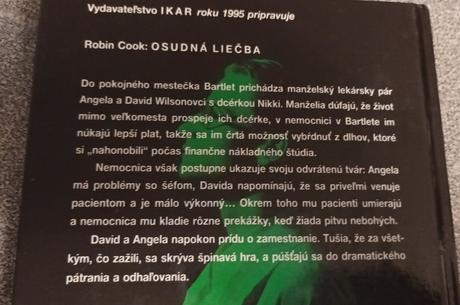 Vydavateľstvo IKAR roku 1995 pripravuje
Robin Cook: OSUDNÁ LIEČBA
Do pokojného mestečka Bartlet prichádza manželský lekársky pár
Angela a David Wilsonovci s dcérkou Nikki. Manželia dúfajú, že život
mimo veľkomesta prospeje ich dcérke, v nemocnici v Bartlete im
núkajú lepší plat, takže sa im črtá možnosť vybŕdnuť z dlhov, ktoré
si „nahonobili" počas finančne nákladného štúdia.
Nemocnica však postupne ukazuje svoju odvrátenú tvár: Angela
má problémy so šéfom, Davida napomínajú, že sa priveľmi venuje
pacientom a je málo výkonný... Okrem toho mu pacienti umierajú
a nemocnica mu kladie rôzne prekážky, keď žiada pitvu nebohých.
David a Angela napokon prídu o zamestnanie. Tušia, že za všet-
kým, čo zažili, sa skrýva špinavá hra, a púšťajú sa do dramatického
pátrania a odhaľovania.